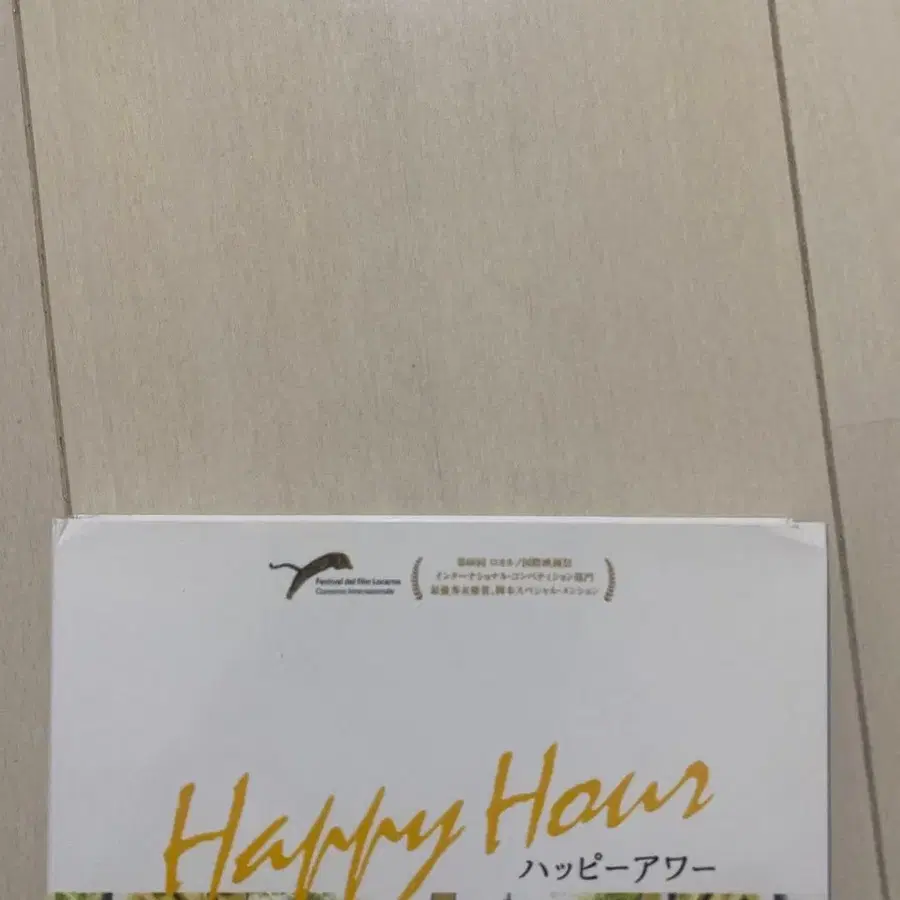 Festival del film Locarno
Concorso internazionale
第68回 ロカルノ国際映画祭
インターナショナル・コンペティション部門
最優秀女優賞、脚本スペシャル・メンション
Happy Hour
ハッピーアワー